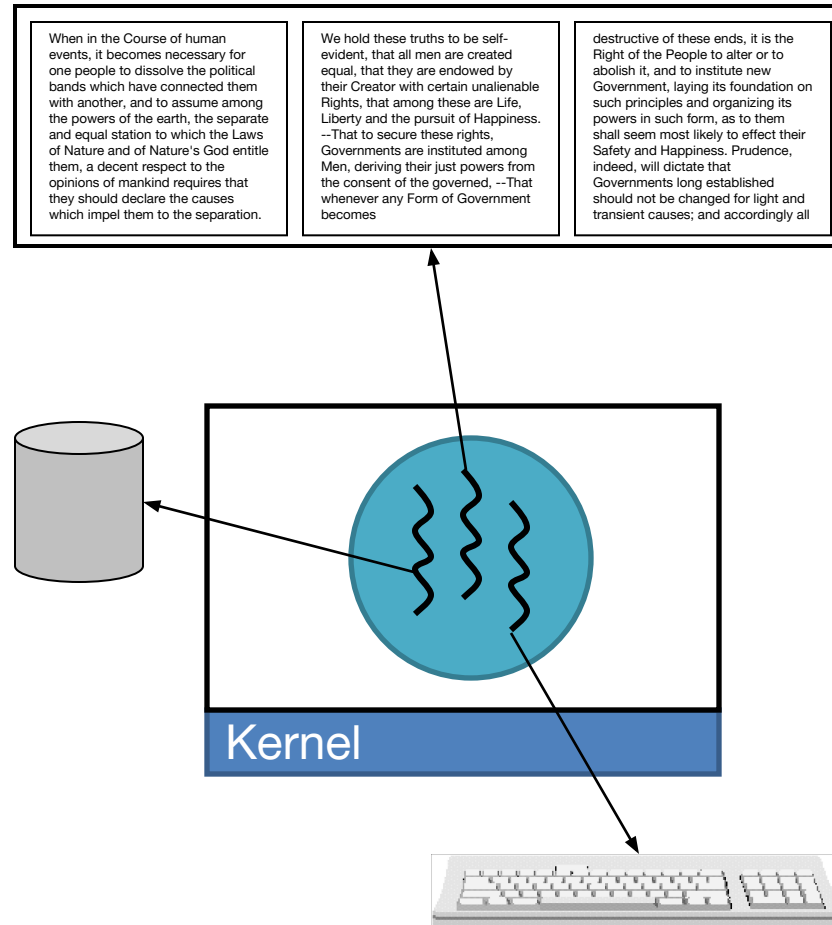 When in the Course of human
events, it becomes necessary for
one people to dissolve the political
bands which have connected them
with another, and to assume among
the powers of the earth, the separate
and equal station to which the Laws
of Nature and of Nature's God entitle
them, a decent respect to the
opinions of mankind requires that
they should declare the causes
which impel them to the separation.
We hold these truths to be self-
evident, that all men are created
equal, that they are endowed by
their Creator with certain unalienable
Rights, that among these are Life,
Liberty and the pursuit of Happiness.
--That to secure these rights,
Governments are instituted among
Men, deriving their just powers from
the consent of the governed, --That
whenever any Form of Government
becomes
destructive of these ends, it is the
Right of the People to alter or to
abolish it, and to institute new
Government, laying its foundation on
such principles and organizing its
powers in such form, as to them
shall seem most likely to effect their
Safety and Happiness. Prudence,
indeed, will dictate that
Governments long established
should not be changed for light and
transient causes; and accordingly all
Kernel